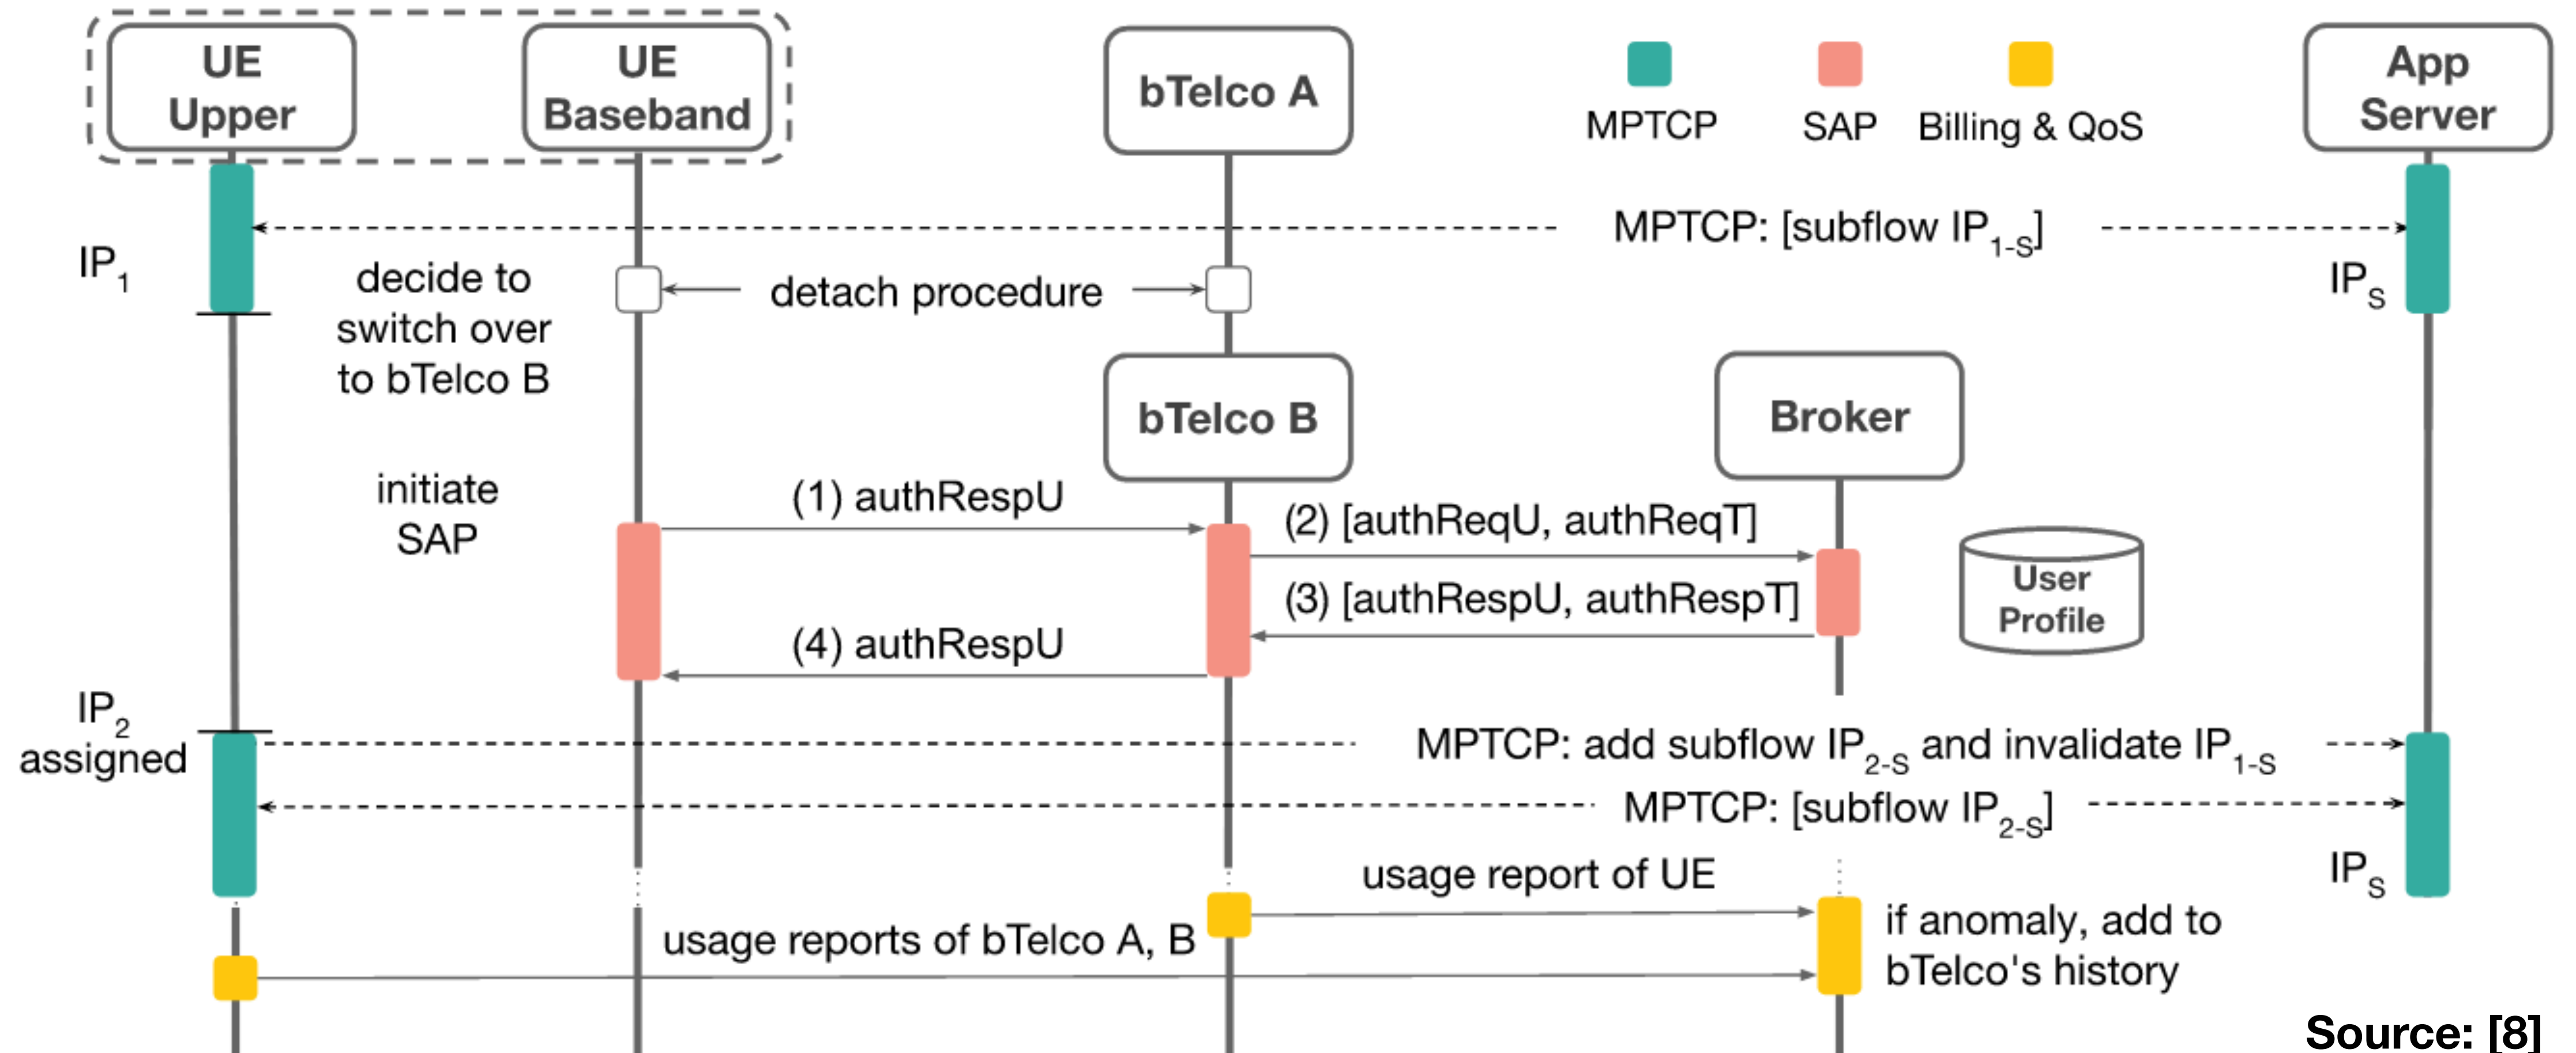 UE
Upper
UE
Baseband
bTelco A
MPTCP
SAP
Billing & QoS
App
Server
MPTCP: [subflow IP1-S]
IP1
IPS
decide to
switch over
to bTelco B
detach procedure
bTelco B
Broker
initiate
SAP
(1) authRespU
(2) [authReqU, authReqT]
(3) [authRespU, authRespT]
(4) authRespU
User
Profile
IP2
assigned
MPTCP: add subflow IP2-S and invalidate IP1-S
MPTCP: [subflow IP2-S]
IPS
usage report of UE
usage reports of bTelco A, B
if anomaly, add to
bTelco's history
Source: [8]